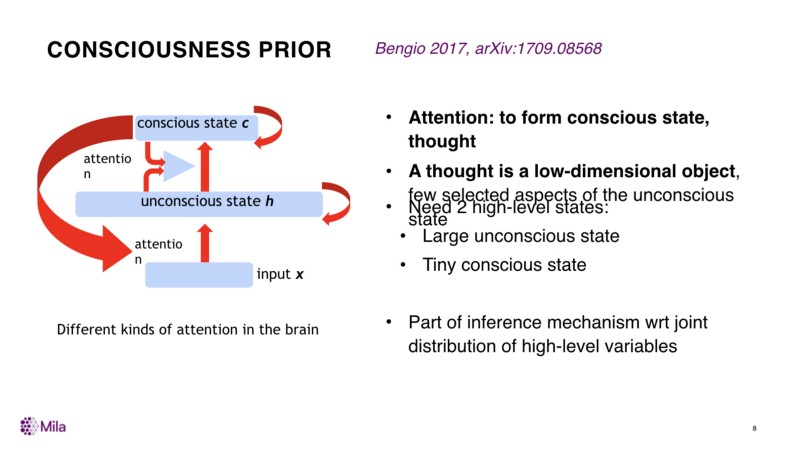 CONSCIOUSNESS PRIOR
Bengio 2017, arXiv:1709.08568
conscious state c
attentio
n
unconscious state h
attentio
n
input x
Different kinds of attention in the brain
• Attention: to form conscious state,
thought
• A thought is a low-dimensional object,
few selected aspects of the unconscious
state
• Need 2 high-level states:
• Large unconscious state
• Tiny conscious state
• Part of inference mechanism wrt joint
distribution of high-level variables
Mila
8